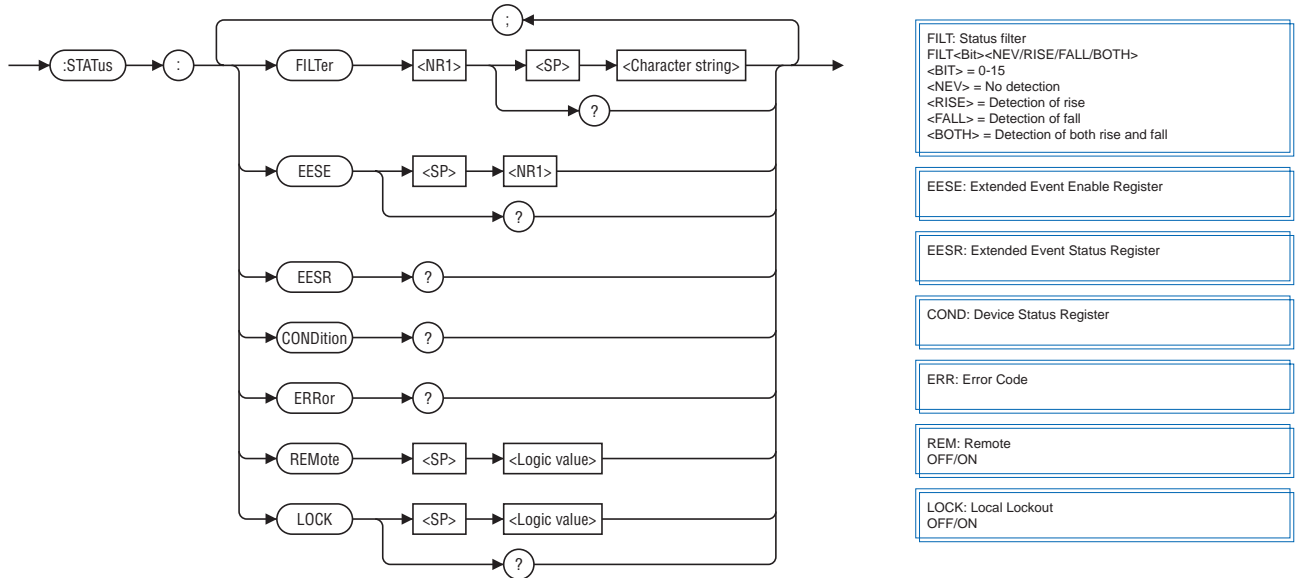 ;
:STATus : FILTer <NR1> <SP> <Character string>
?
EESE <SP> <NR1>
?
EESR ?
CONDition ?
ERRor ?
REMote <SP> <Logic value>
LOCK <SP> <Logic value>
?
FILT: Status filter
FILT<Bit><NEV/RISE/FALL/BOTH>
<BIT> = 0-15
<NEV> = No detection
<RISE> = Detection of rise
<FALL> = Detection of fall
<BOTH> = Detection of both rise and fall
EESE: Extended Event Enable Register
EESR: Extended Event Status Register
COND: Device Status Register
ERR: Error Code
REM: Remote
OFF/ON
LOCK: Local Lockout
OFF/ON